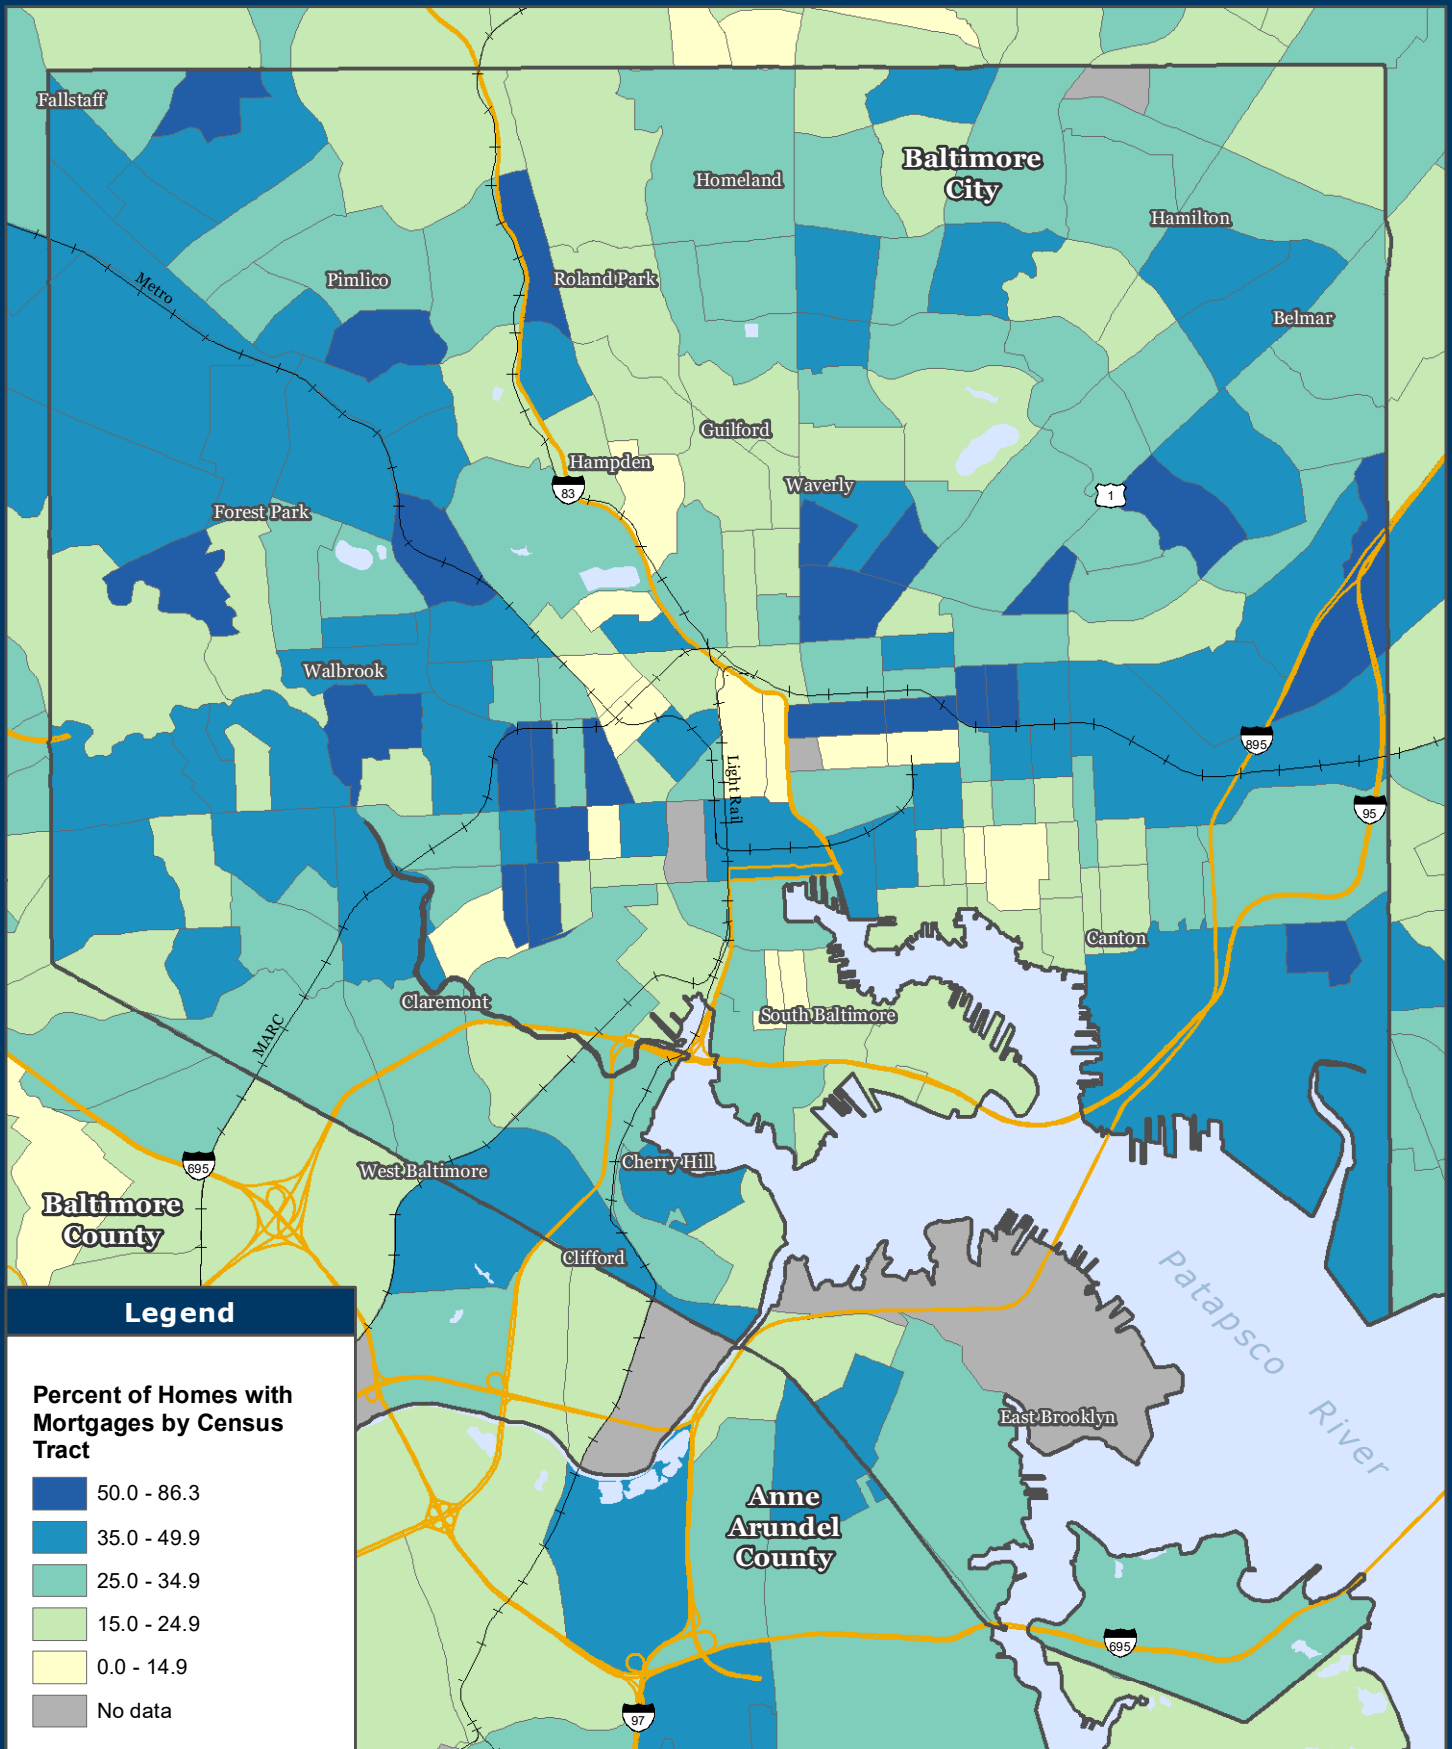 Fallstaff
Baltimore
City
Homeland
Hamilton
Metro
Pimlico
Roland Park
Belmar
Guilford
Hampden
83
Waverly
1
Forest Park
Walbrook
Light Rail
895
95
Canton
Claremont
South Baltimore
MARC
695
West Baltimore
Cherry Hill
Baltimore
County
Clifford
Patapsco
River
East Brooklyn
Anne
Arundel
County
695
97
Legend
Percent of Homes with
Mortgages by Census
Tract
50.0 - 86.3
35.0 - 49.9
25.0 - 34.9
15.0 - 24.9
0.0 - 14.9
No data